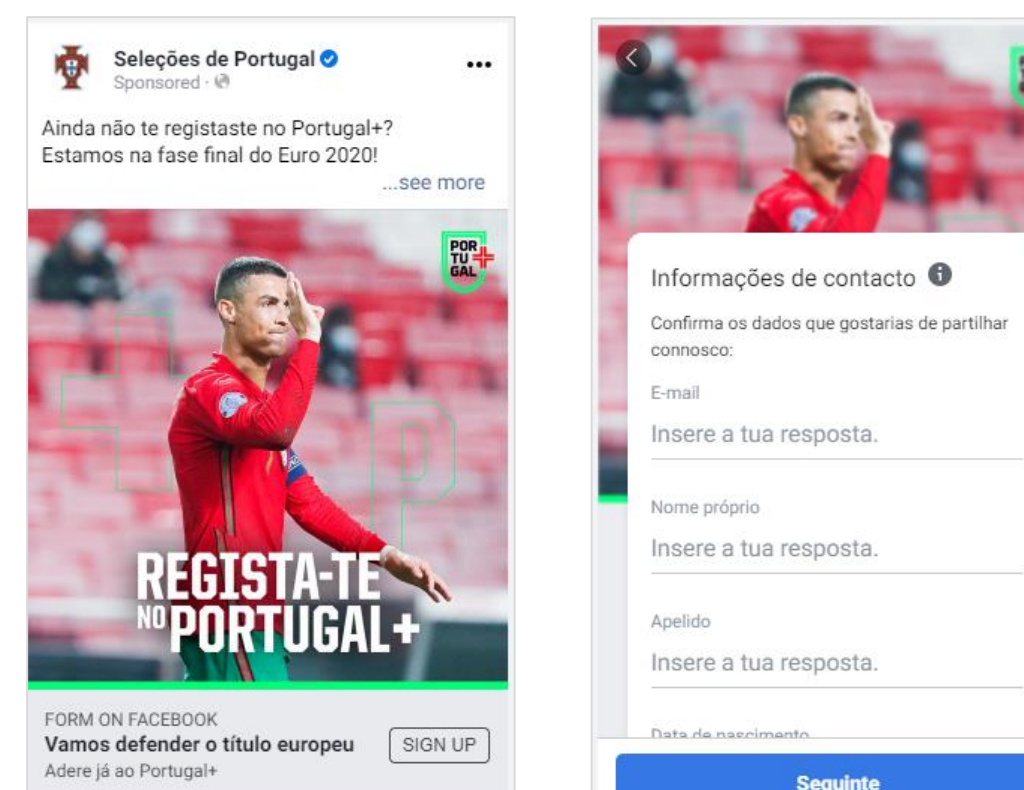 Seleções de Portugal
Sponsored ·
Ainda não te registaste no Portugal+?
Estamos na fase final do Euro 2020!
...see more
POR
TU
GAL
REGISTA-TE
NO PORTUGAL+
FORM ON FACEBOOK
Vamos defender o título europeu
Adere já ao Portugal+
SIGN UP
Informações de contacto
Confirma os dados que gostarias de partilhar
connosco:
E-mail
Insere a tua resposta.
Nome próprio
Insere a tua resposta.
Apelido
Insere a tua resposta.
Data de nascimento
Seguinte